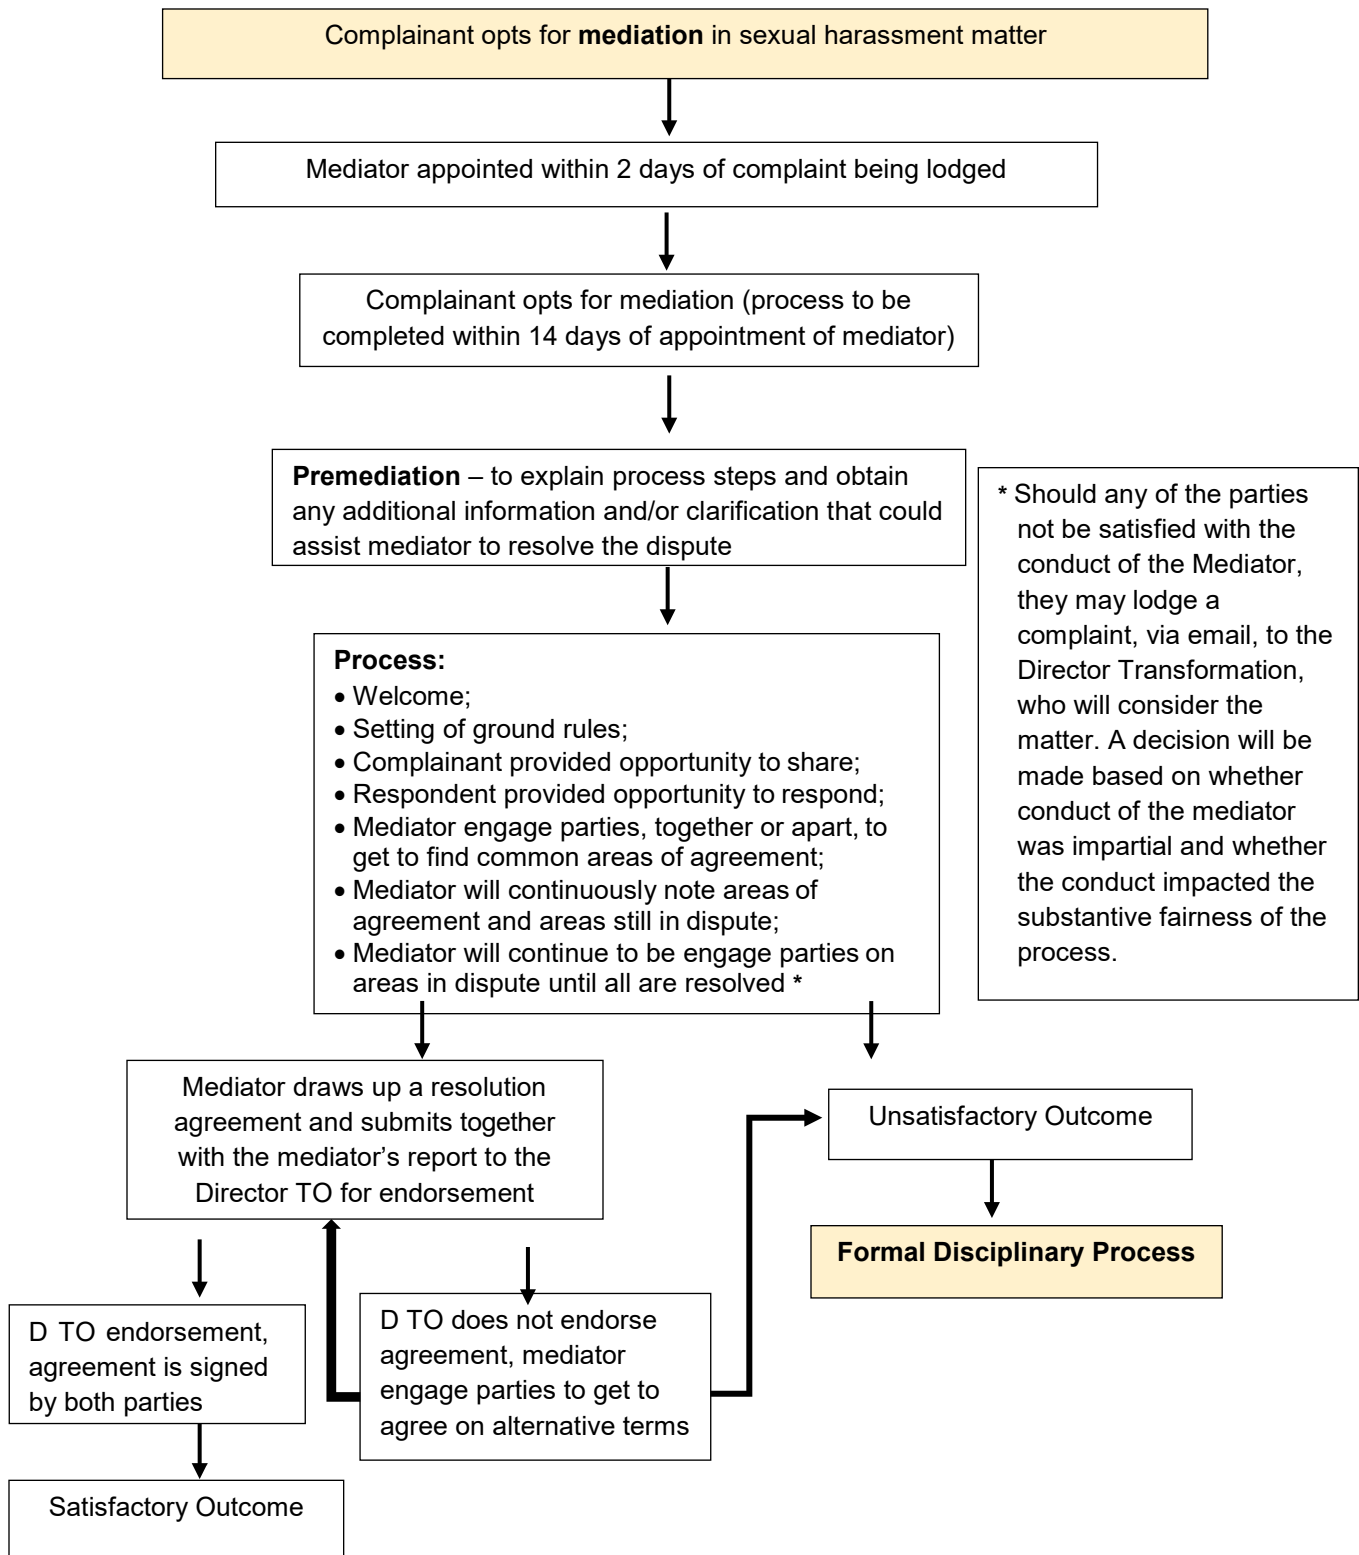 Complainant opts for mediation in sexual harassment matter
Mediator appointed within 2 days of complaint being lodged
Complainant opts for mediation (process to be
completed within 14 days of appointment of mediator)
Premediation – to explain process steps and obtain
any additional information and/or clarification that could
assist mediator to resolve the dispute
* Should any of the parties
not be satisfied with the
conduct of the Mediator,
they may lodge a
complaint, via email, to the
Director Transformation,
who will consider the
matter. A decision will be
made based on whether
conduct of the mediator
was impartial and whether
the conduct impacted the
substantive fairness of the
process.
Process:
• Welcome;
• Setting of ground rules;
• Complainant provided opportunity to share;
• Respondent provided opportunity to respond;
• Mediator engage parties, together or apart, to
get to find common areas of agreement;
• Mediator will continuously note areas of
agreement and areas still in dispute;
• Mediator will continue to be engage parties on
areas in dispute until all are resolved *
Mediator draws up a resolution
agreement and submits together
with the mediator’s report to the
Director TO for endorsement
Unsatisfactory Outcome
Formal Disciplinary Process
D TO endorsement,
agreement is signed
by both parties
D TO does not endorse
agreement, mediator
engage parties to get to
agree on alternative terms
Satisfactory Outcome